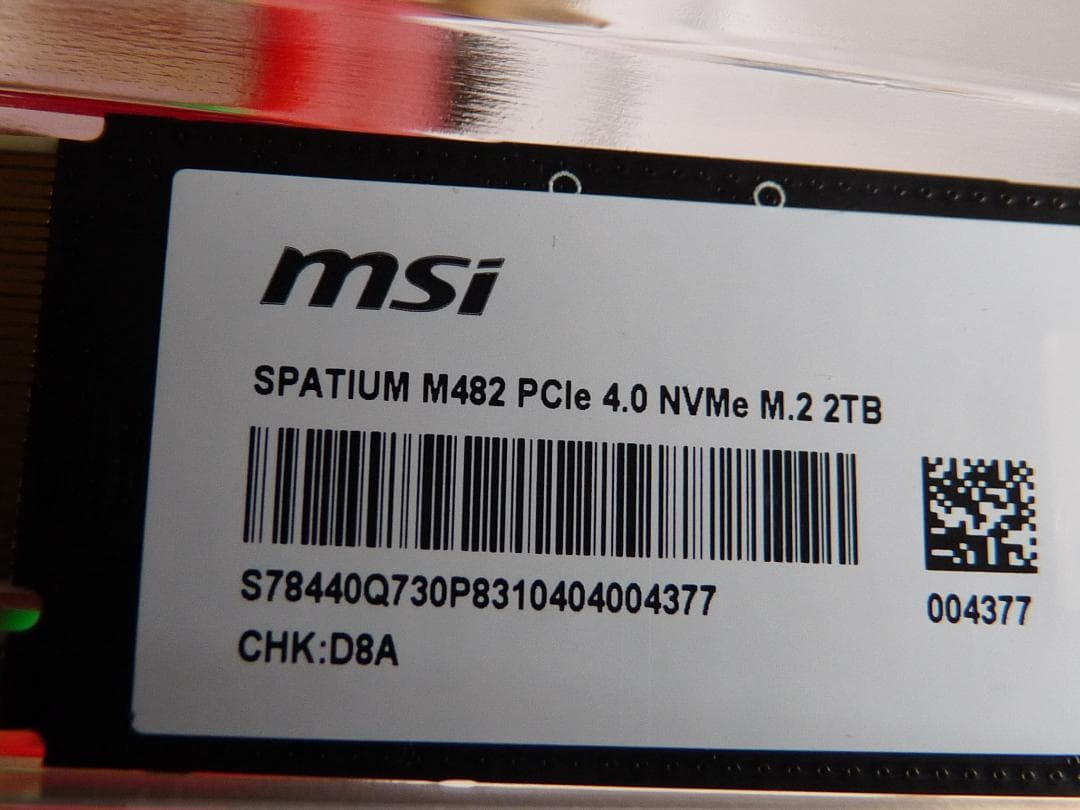 msi
SPATIUM M482 PCIe 4.0 NVMe M.2 2TB
S78440Q730P8310404004377
004377
CHK:D8A